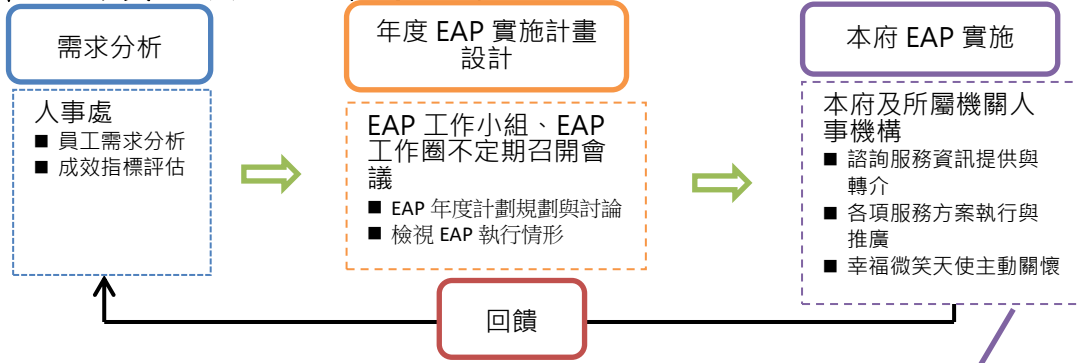 需求分析
人事處
■ 員工需求分析
■ 成效指標評估
年度 EAP 實施計畫
設計
EAP 工作小組、EAP
工作圈不定期召開會
議
■ EAP 年度計劃規劃與討論
■ 檢視 EAP 執行情形
本府 EAP 實施
本府及所屬機關人
事機構
■ 諮詢服務資訊提供與
轉介
■ 各項服務方案執行與
推廣
■ 幸福微笑天使主動關懷
回饋